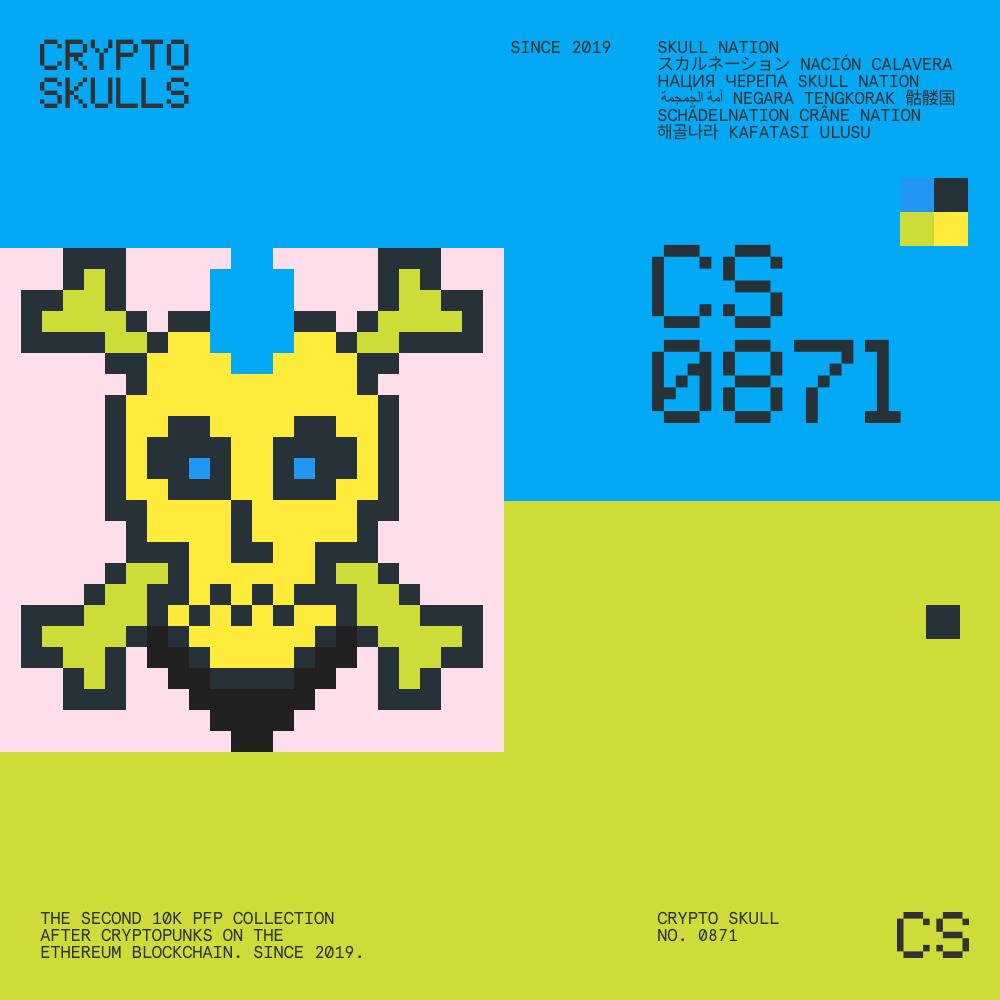 CRYPTO
SKULLS
SINCE 2019
SKULL NATION
スカルネーション NACIÓN CALAVERA
НАЦИЯ ЧЕРЕПА SKULL NATION
أمة الجمجمة NEGARA TENGKORAK 骷髅国
SCHÄDELNATION CRÂNE NATION
해골나라 KAFATASI ULUSU
CS
0871
THE SECOND 10K PFP COLLECTION
AFTER CRYPTOPUNKS ON THE
ETHEREUM BLOCKCHAIN. SINCE 2019.
CRYPTO SKULL
NO. 0871
CS